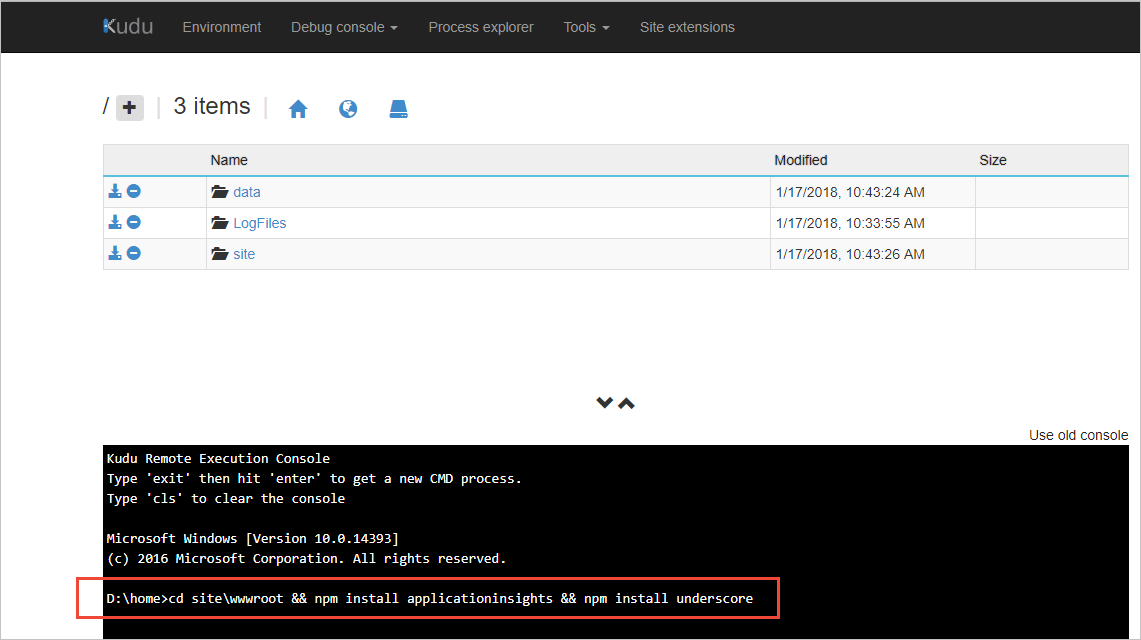 Kudu Environment Debug console Process explorer Tools Site extensions
/ 3 items
Name Modified Size
data 1/17/2018, 10:43:24 AM
LogFiles 1/17/2018, 10:33:55 AM
site 1/17/2018, 10:43:26 AM
Use old console
Kudu Remote Execution Console
Type 'exit' then hit 'enter' to get a new CMD process.
Type 'cls' to clear the console
Microsoft Windows [Version 10.0.14393]
(c) 2016 Microsoft Corporation. All rights reserved.
D:\home>cd site\wwwroot && npm install applicationinsights && npm install underscore